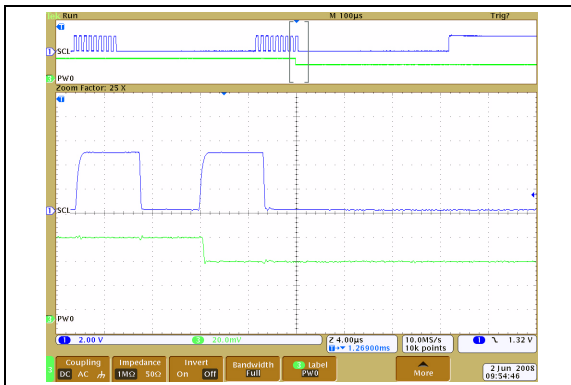 Tek Run M 100µs Trig?
SCL
PW0
Zoom Factor: 25 X
SCL
PW0
1 2.00 V 3 20.0mV Z 4.00µs 10.0MS/s 1 1.32 V
1.26900ms 10k points
Coupling Impedance Invert Bandwidth 3 Label More
DC AC 1MΩ 50Ω On Off Full PW0
2 Jun 2008
09:54:46